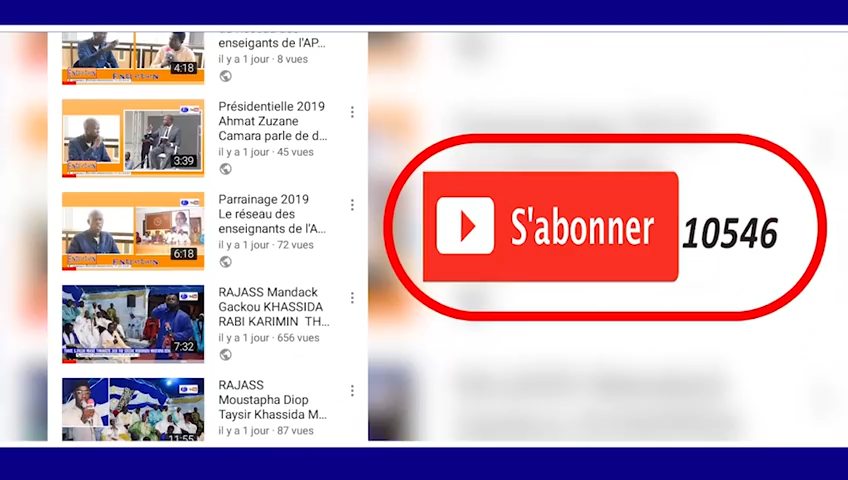 enseigants de l'AP...
il y a 1 jour · 8 vues
4:18
Présidentielle 2019
Ahmat Zuzane
Camara parle de d...
il y a 1 jour · 45 vues
3:39
Parrainage 2019
Le réseau des
enseignants de l'A...
il y a 1 jour · 72 vues
6:18
RAJASS Mandack
Gackou KHASSIDA
RABI KARIMIN TH...
il y a 1 jour · 656 vues
7:32
RAJASS
Moustapha Diop
Taysir Khassida M...
il y a 1 jour · 87 vues
11:55
S'abonner
10546